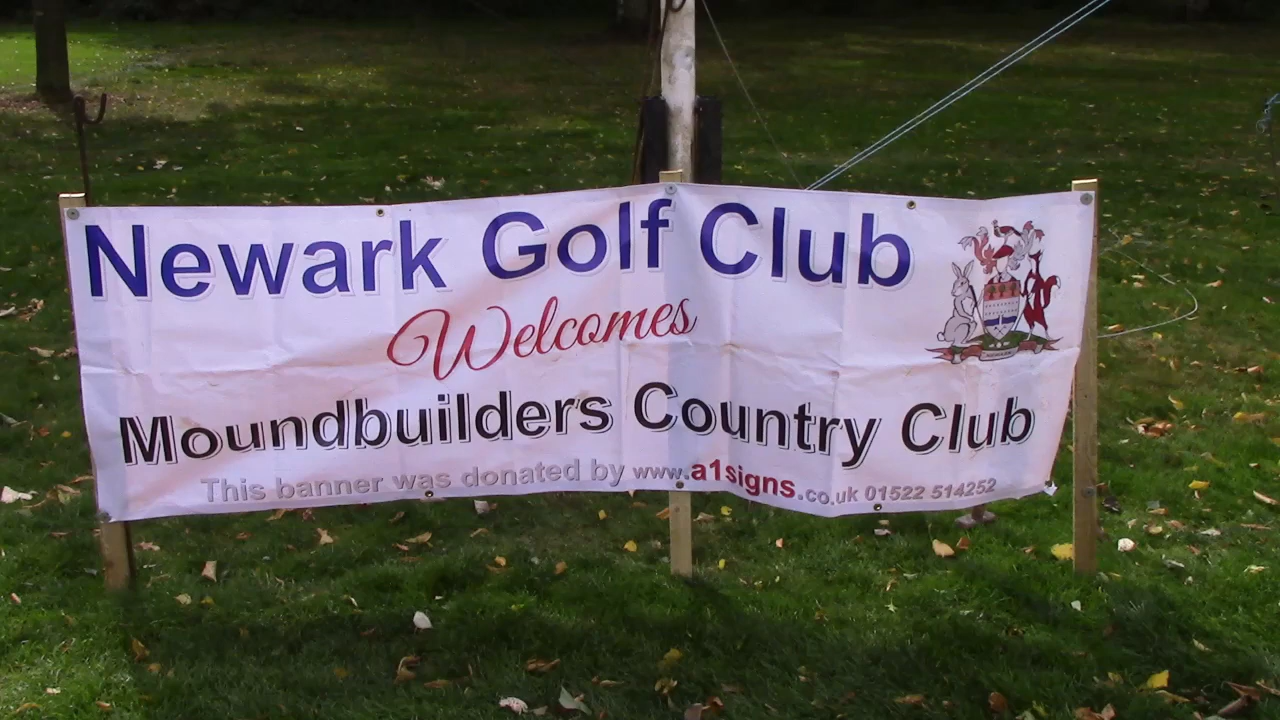 Newark Golf Club
Welcomes
Moundbuilders Country Club
This banner was donated by www.a1signs.co.uk 01522 514252